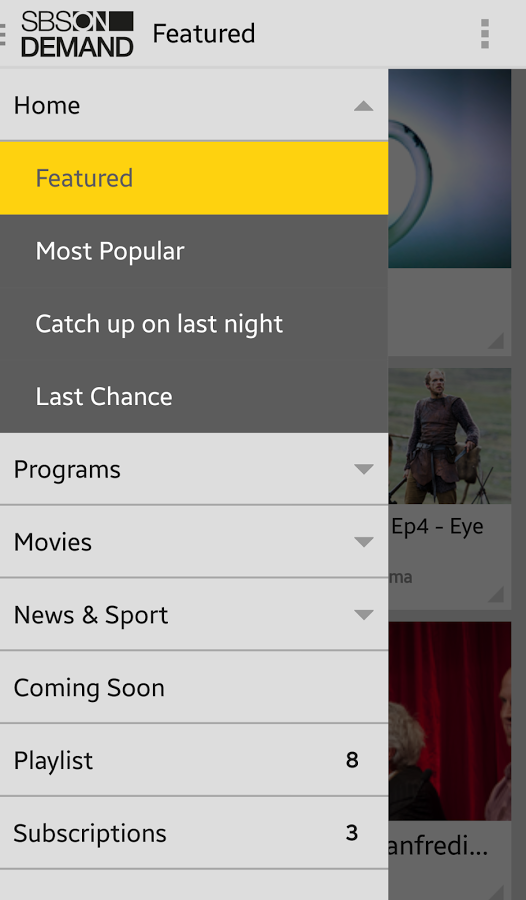 SBS ON
DEMAND
Featured
Home
Featured
Most Popular
Catch up on last night
Last Chance
Programs
Ep4 - Eye
Movies
ma
News & Sport
Coming Soon
Playlist 8
Subscriptions 3
anfredi...